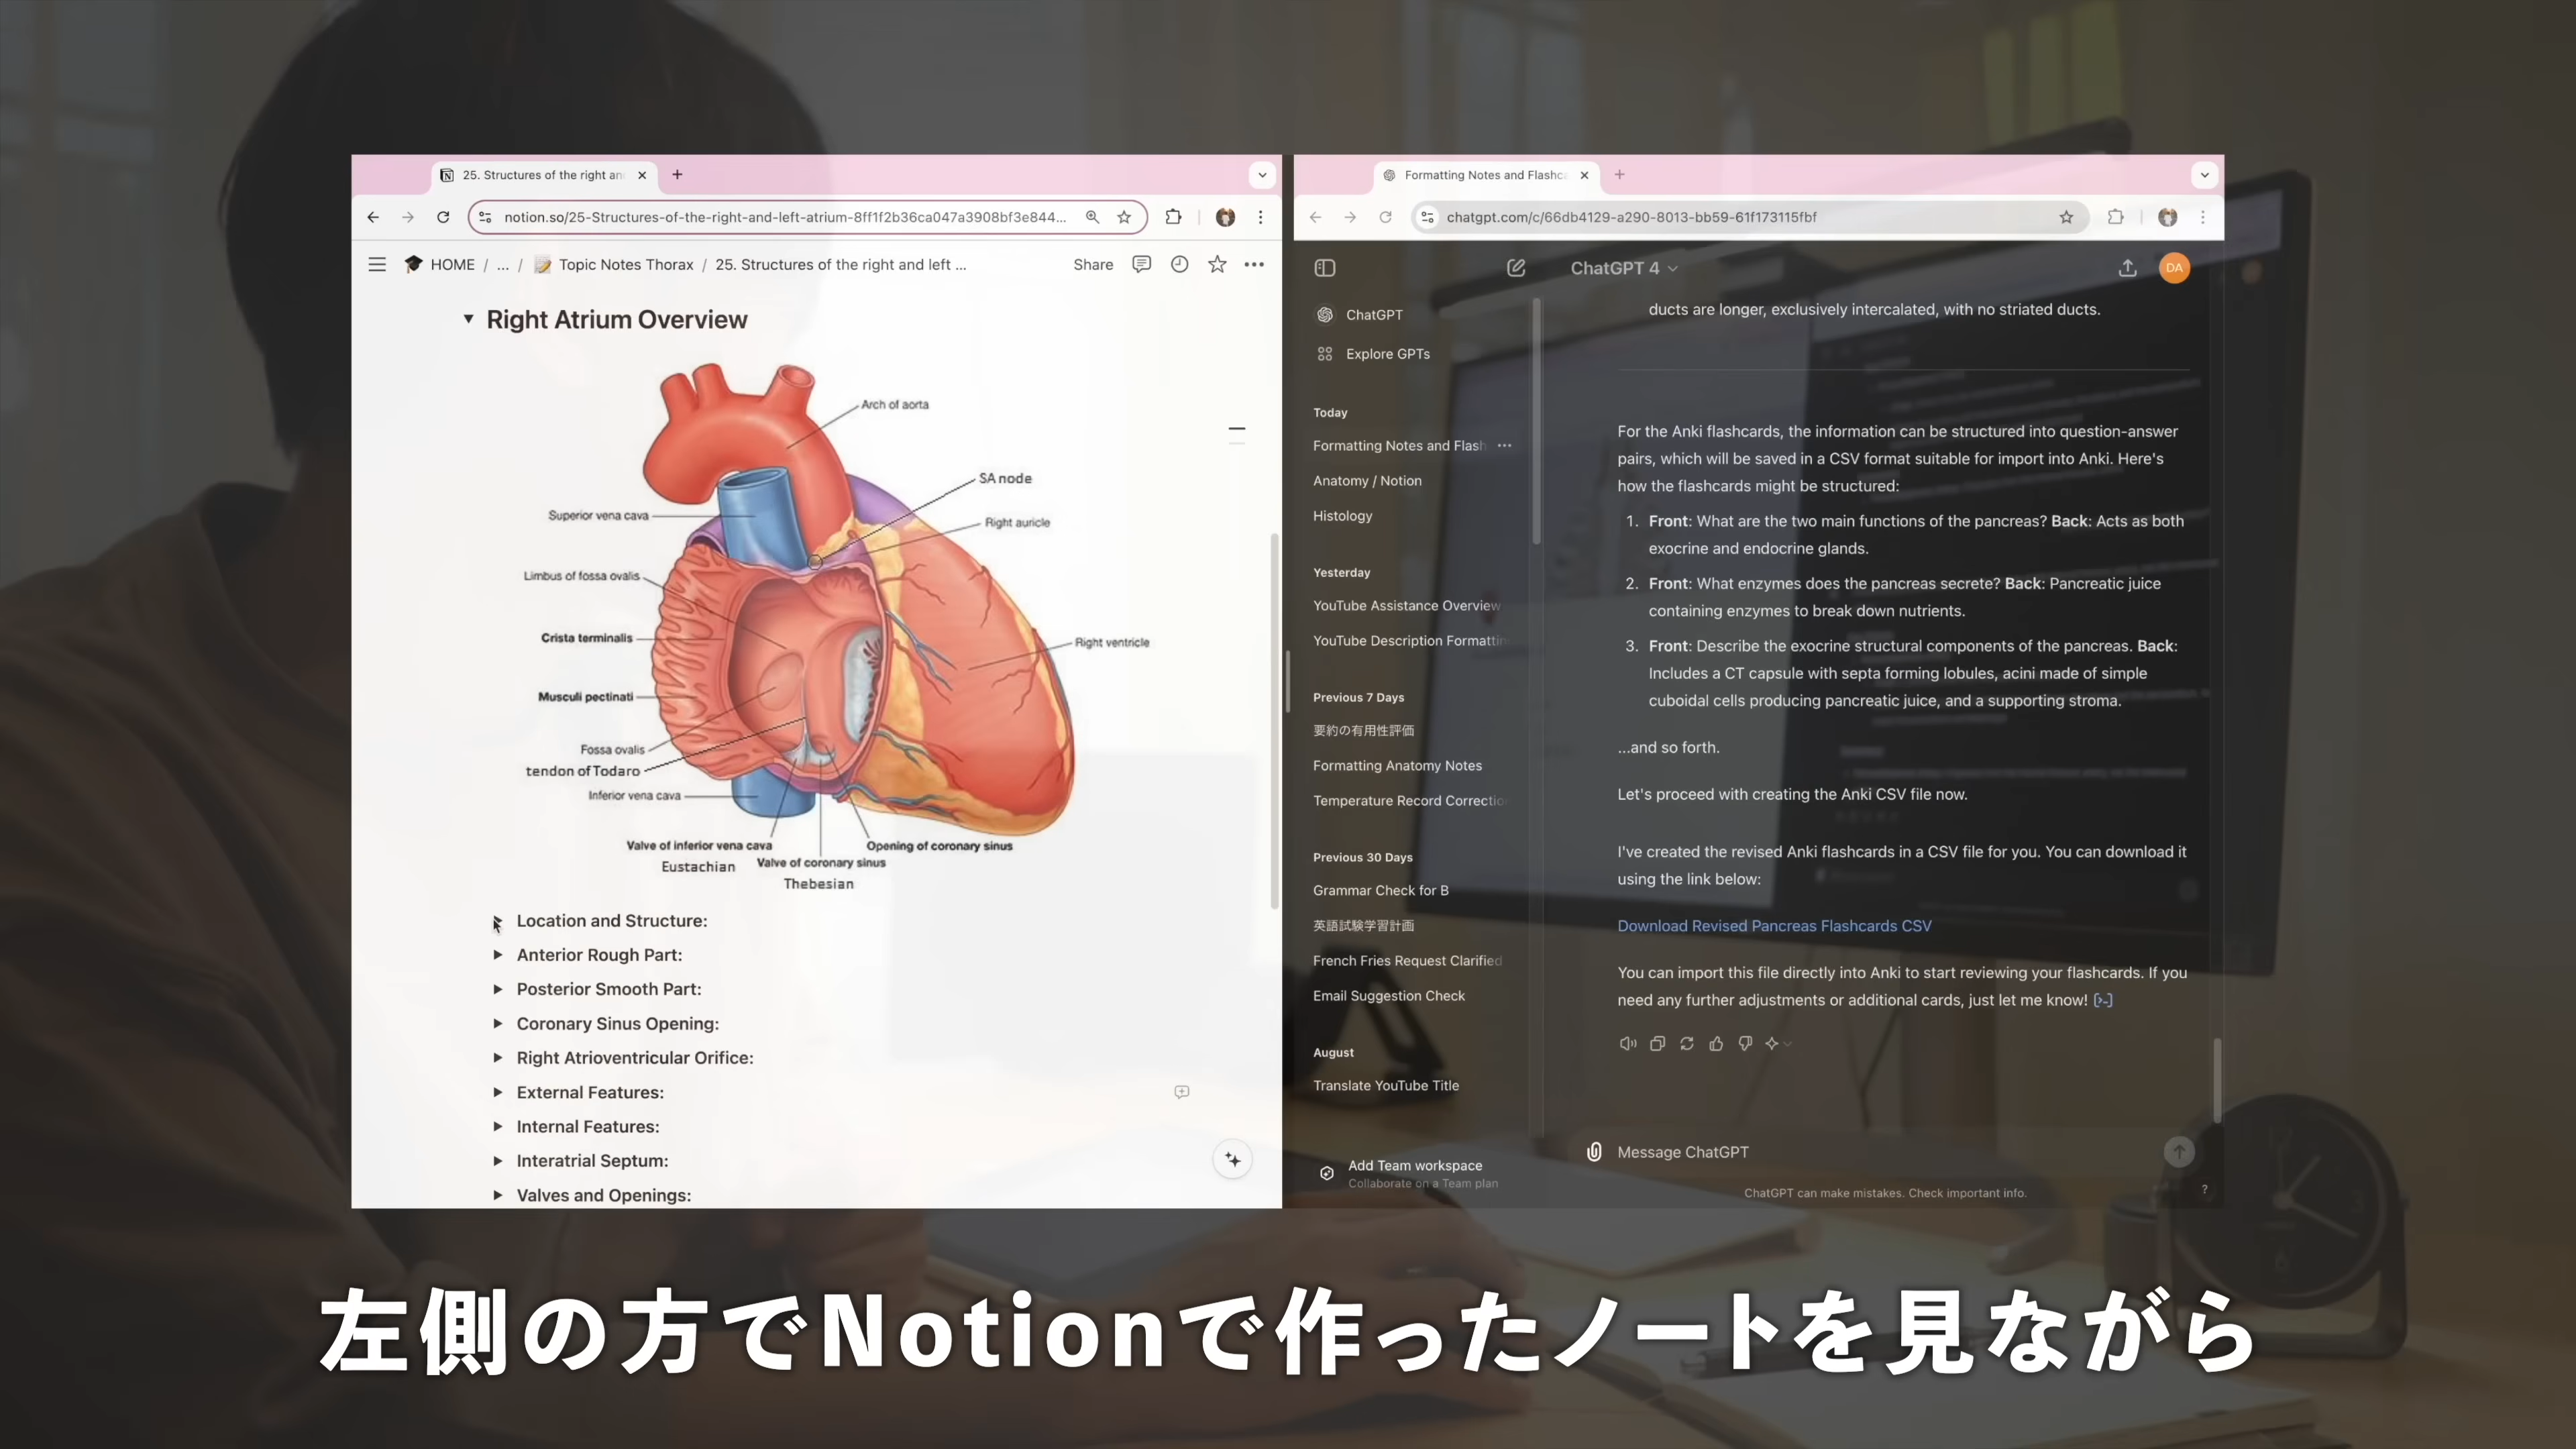 25. Structures of the right an
notion.so/25-Structures-of-the-right-and-left-atrium-8ff1f2b36ca047a3908bf3e844...
HOME / ... / Topic Notes Thorax / 25. Structures of the right and left ...
Share
Right Atrium Overview
Arch of aorta
SA node
Superior vena cava
Right auricle
Limbus of fossa ovalis
Crista terminalis
Right ventricle
Musculi pectinati
Fossa ovalis
tendon of Todaro
Inferior vena cava
Valve of inferior vena cava
Opening of coronary sinus
Eustachian
Valve of coronary sinus
Thebesian
Location and Structure:
Anterior Rough Part:
Posterior Smooth Part:
Coronary Sinus Opening:
Right Atrioventricular Orifice:
External Features:
Internal Features:
Interatrial Septum:
Valves and Openings:
Formatting Notes and Flashc
chatgpt.com/c/66db4129-a290-8013-bb59-61f173115fbf
ChatGPT 4
DA
ChatGPT
Explore GPTs
Today
Formatting Notes and Flash ...
Anatomy / Notion
Histology
Yesterday
YouTube Assistance Overview
YouTube Description Formattin
Previous 7 Days
要約の有用性評価
Formatting Anatomy Notes
Temperature Record Correctio
Previous 30 Days
Grammar Check for B
英語試験学習計画
French Fries Request Clarified
Email Suggestion Check
August
Translate YouTube Title
Add Team workspace
Collaborate on a Team plan
ducts are longer, exclusively intercalated, with no striated ducts.
For the Anki flashcards, the information can be structured into question-answer
pairs, which will be saved in a CSV format suitable for import into Anki. Here's
how the flashcards might be structured:
1. Front: What are the two main functions of the pancreas? Back: Acts as both
exocrine and endocrine glands.
2. Front: What enzymes does the pancreas secrete? Back: Pancreatic juice
containing enzymes to break down nutrients.
3. Front: Describe the exocrine structural components of the pancreas. Back:
Includes a CT capsule with septa forming lobules, acini made of simple
cuboidal cells producing pancreatic juice, and a supporting stroma.
...and so forth.
Let's proceed with creating the Anki CSV file now.
I've created the revised Anki flashcards in a CSV file for you. You can download it
using the link below:
Download Revised Pancreas Flashcards CSV
You can import this file directly into Anki to start reviewing your flashcards. If you
need any further adjustments or additional cards, just let me know! [>-]
Message ChatGPT
ChatGPT can make mistakes. Check important info.
?
左側の方でNotionで作ったノートを見ながら